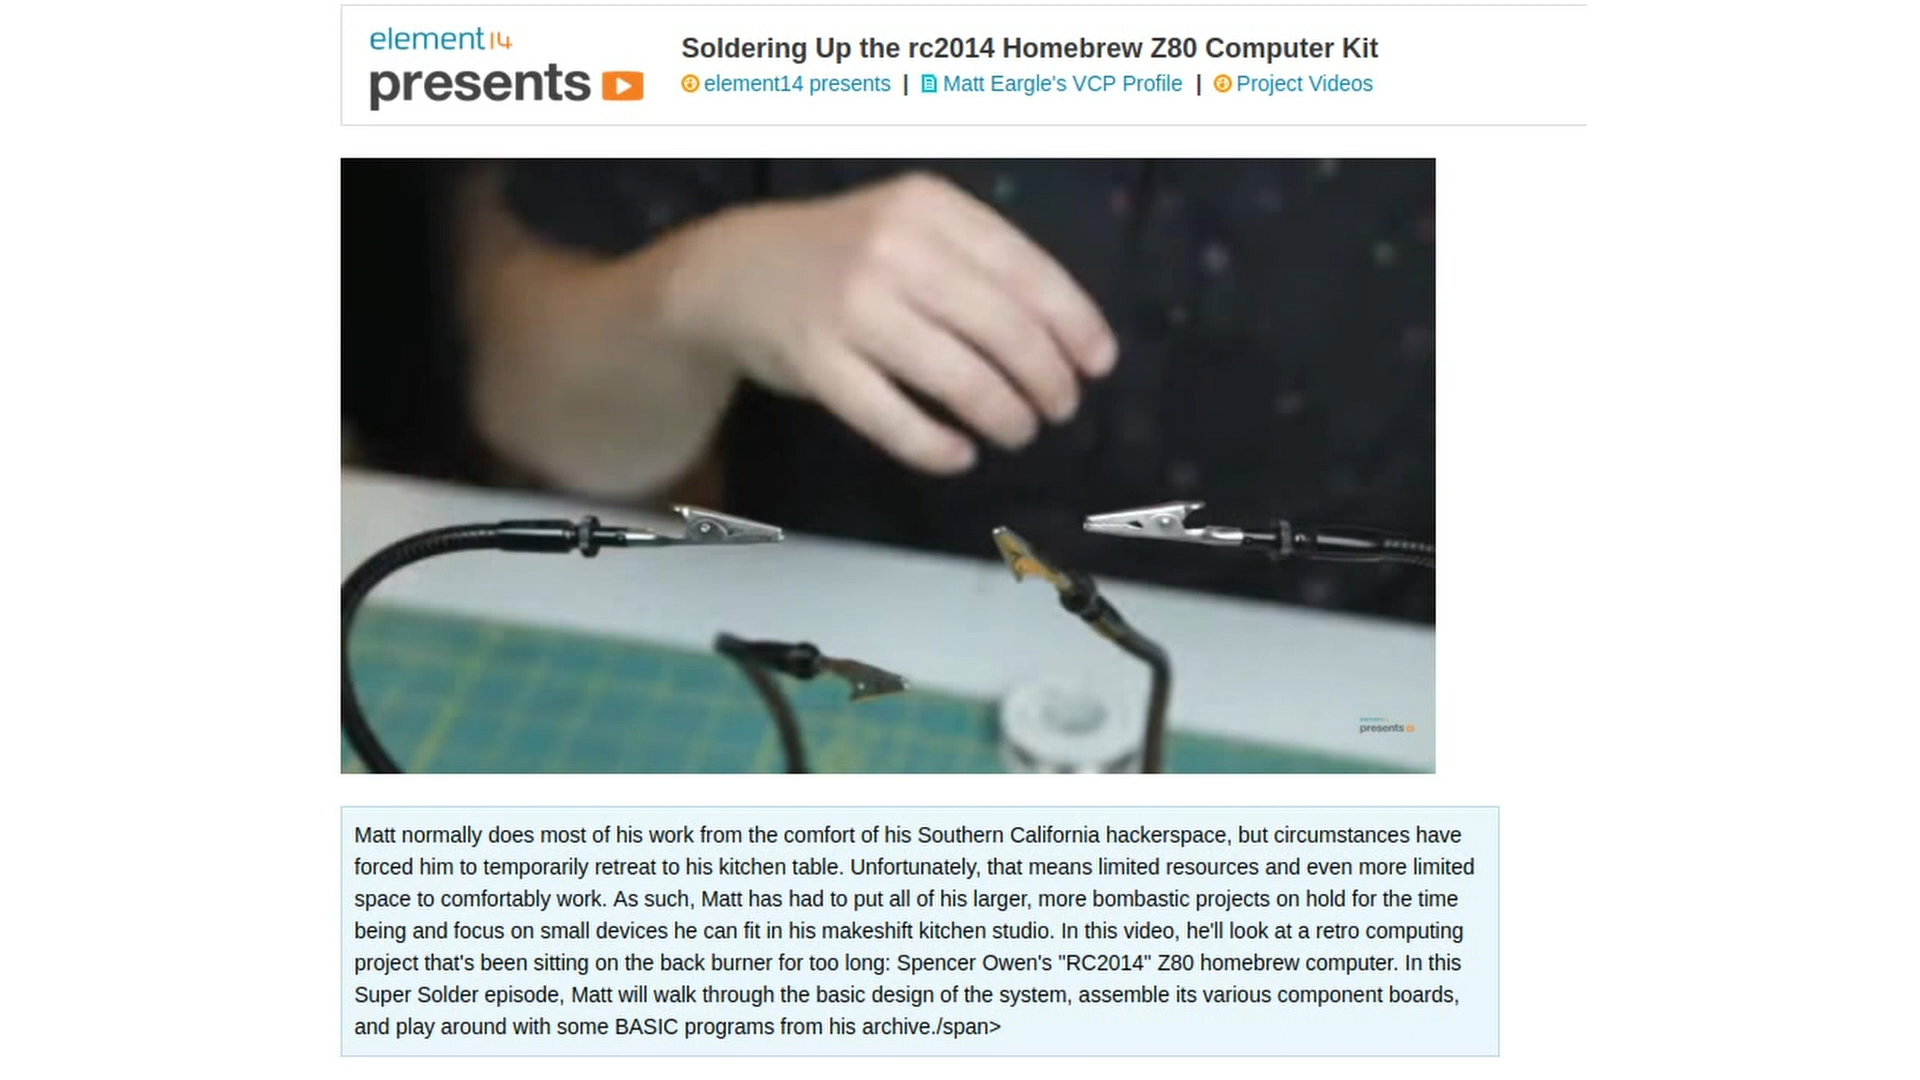 element14
presents
Soldering Up the rc2014 Homebrew Z80 Computer Kit
element14 presents | Matt Eargle's VCP Profile | Project Videos
element14
presents
Matt normally does most of his work from the comfort of his Southern California hackerspace, but circumstances have
forced him to temporarily retreat to his kitchen table. Unfortunately, that means limited resources and even more limited
space to comfortably work. As such, Matt has had to put all of his larger, more bombastic projects on hold for the time
being and focus on small devices he can fit in his makeshift kitchen studio. In this video, he'll look at a retro computing
project that's been sitting on the back burner for too long: Spencer Owen's "RC2014" Z80 homebrew computer. In this
Super Solder episode, Matt will walk through the basic design of the system, assemble its various component boards,
and play around with some BASIC programs from his archive./span>